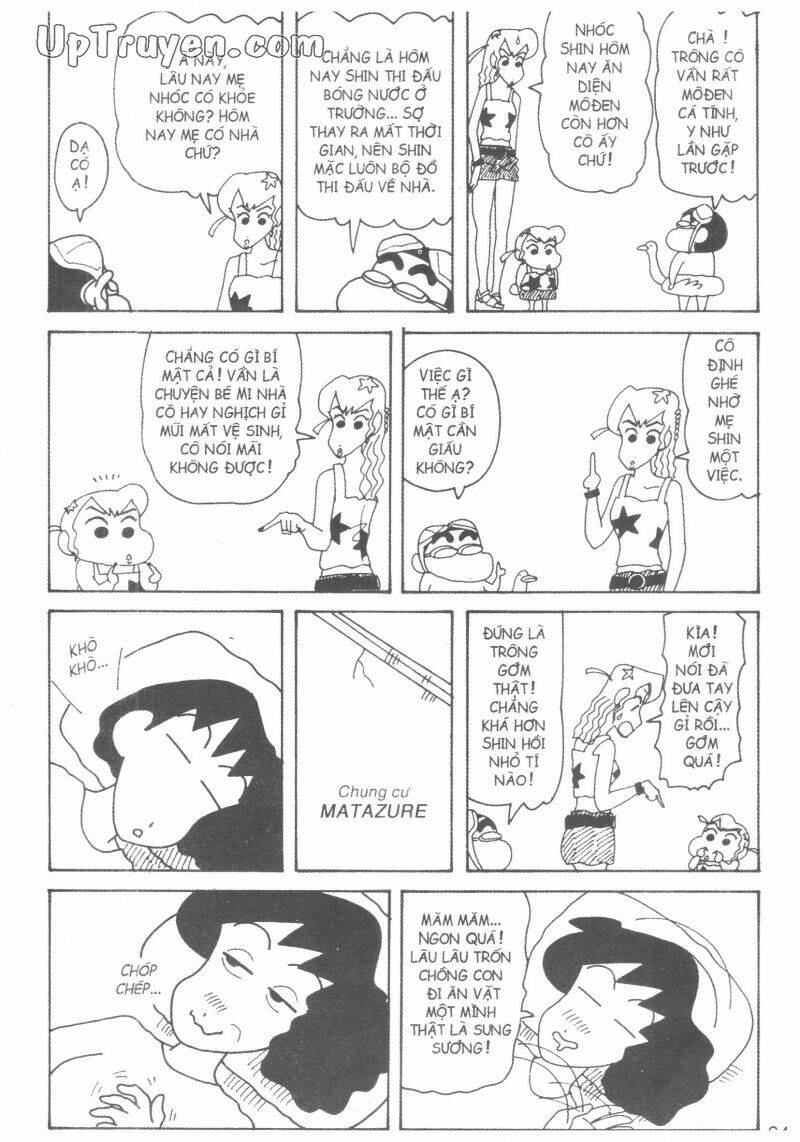 UpTruyen.com
CHÀ !
TRÔNG CÔ
VẪN RẤT
MÔĐEN
CÁ TÍNH,
Y NHƯ
LẦN GẶP
TRƯỚC!
NHÓC
SHIN HÔM
NAY ĂN
DIỆN
MÔĐEN
CÒN HƠN
CÔ ẤY
CHỨ!
CHẲNG LÀ HÔM
NAY SHIN THI ĐẤU
BÓNG NƯỚC Ở
TRƯỜNG... SỢ
THAY RA MẤT THỜI
GIAN, NÊN SHIN
MẶC LUÔN BỘ ĐỒ
THI ĐẤU VỀ NHÀ.
À NÀY,
LÂU NAY MẸ
NHÓC CÓ KHỎE
KHÔNG? HÔM
NAY MẸ CÓ NHÀ
CHỨ?
DẠ
CÓ
Ạ!
CÔ
ĐỊNH
GHÉ
NHỜ
MẸ
SHIN
MỘT
VIỆC.
VIỆC GÌ
THẾ Ạ?
CÓ GÌ BÍ
MẬT CẦN
GIẤU
KHÔNG?
CHẲNG CÓ GÌ BÍ
MẬT CẢ! VẪN LÀ
CHUYỆN BÉ MI NHÀ
CÔ HAY NGHỊCH GỈ
MŨI MẤT VỆ SINH,
CÔ NÓI MÃI
KHÔNG ĐƯỢC!
KÌA!
MỚI
NÓI ĐÃ
ĐƯA TAY
LÊN CẬY
GỈ RỒI...
GỚM
QUÁ!
ĐÚNG LÀ
TRÔNG
GỚM
THẬT!
CHẲNG
KHÁ HƠN
SHIN HỒI
NHỎ TÍ
NÀO!
Chung cư
MATAZURE
KHÒ
KHÒ...
MĂM MĂM...
NGON QUÁ!
LÂU LÂU TRỐN
CHỒNG CON
ĐI ĂN VẶT
MỘT MÌNH
THẬT LÀ SUNG
SƯỚNG!
CHÓP
CHÉP...